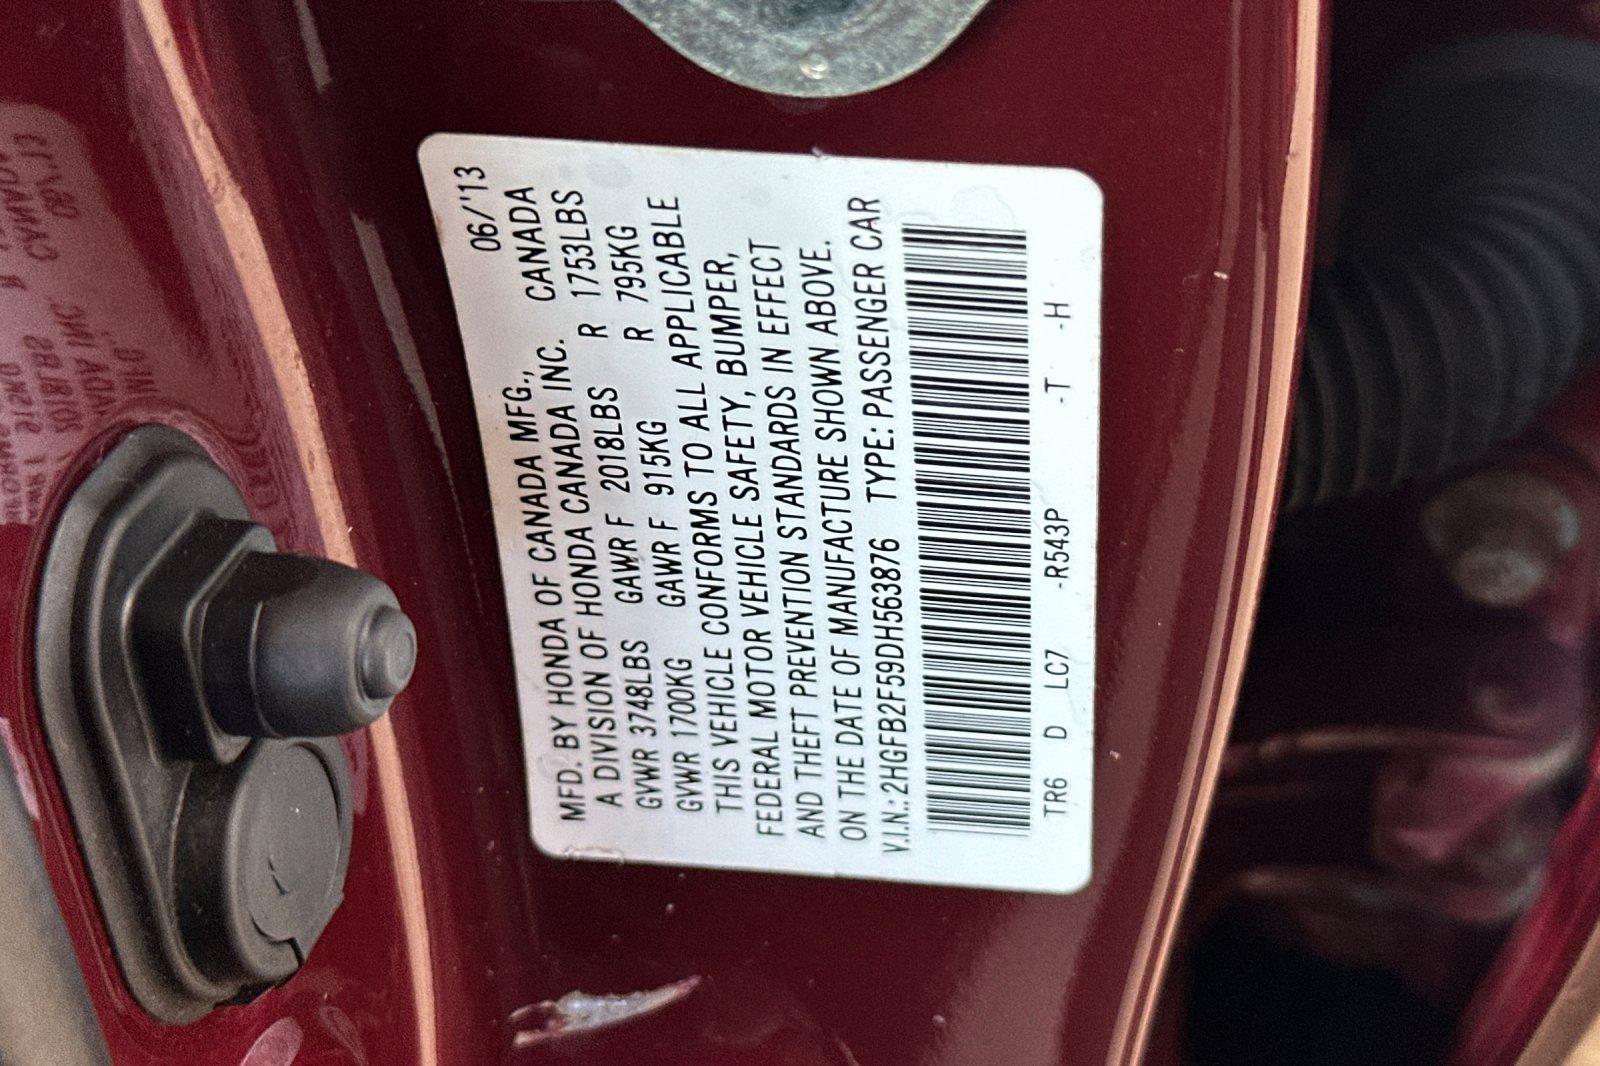 06/'13
MFD. BY HONDA OF CANADA MFG.,
A DIVISION OF HONDA CANADA INC. CANADA
GVWR 3748LBS GAWR F 2018LBS R 1753LBS
GVWR 1700KG GAWR F 915KG R 795KG
THIS VEHICLE CONFORMS TO ALL APPLICABLE
FEDERAL MOTOR VEHICLE SAFETY, BUMPER,
AND THEFT PREVENTION STANDARDS IN EFFECT
ON THE DATE OF MANUFACTURE SHOWN ABOVE.
V.I.N.: 2HGFB2F59DH563876 TYPE: PASSENGER CAR
TR6 D LC7 -R543P -T -H